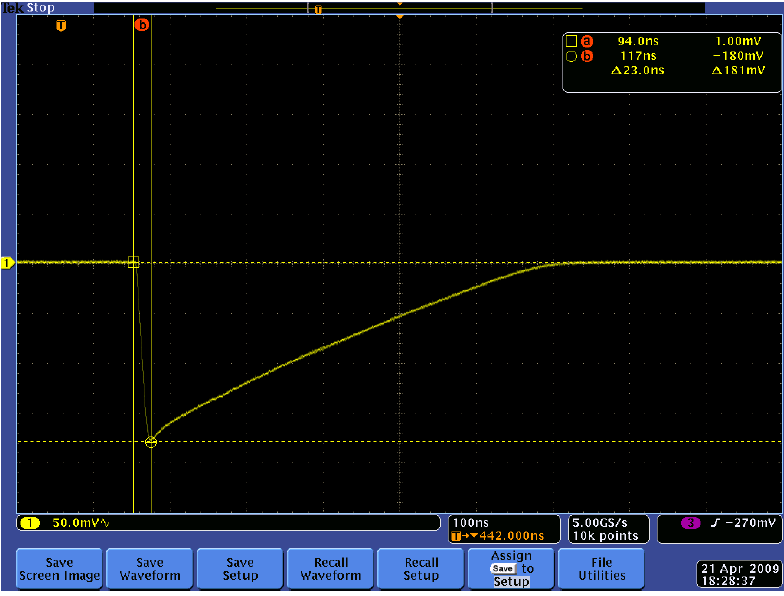 Tek Stop
T
T
b
a 94.0ns 1.00mV
b 117ns −180mV
Δ23.0ns Δ181mV
1
1 50.0mV∿
100ns
T→▾442.000ns
5.00GS/s
10k points
3 ʃ −270mV
Save
Screen Image
Save
Waveform
Save
Setup
Recall
Waveform
Recall
Setup
Assign
Save to
Setup
File
Utilities
21 Apr 2009
18:28:37